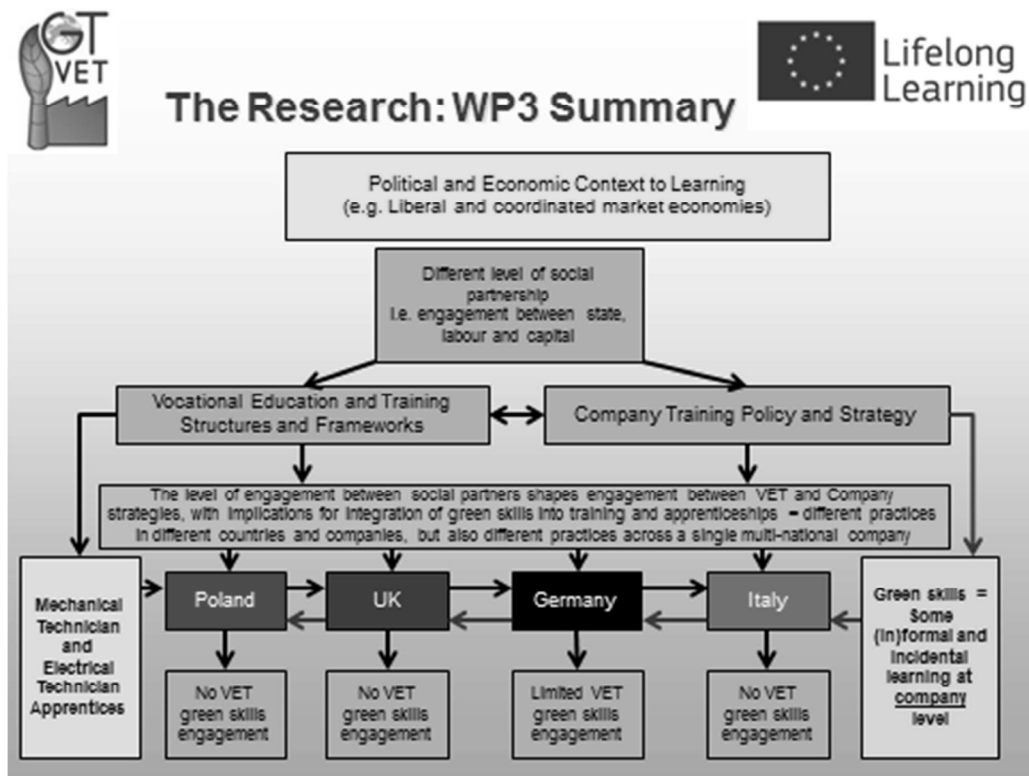 GT
VET
Lifelong
Learning
The Research: WP3 Summary
Political and Economic Context to Learning
(e.g. Liberal and coordinated market economies)
Different level of social
partnership
I.e. engagement between state,
labour and capital
Vocational Education and Training
Structures and Frameworks
Company Training Policy and Strategy
The level of engagement between social partners shapes engagement between VET and Company
strategies, with implications for integration of green skills into training and apprenticeships – different practices
in different countries and companies, but also different practices across a single multi-national company
Mechanical
Technician
and
Electrical
Technician
Apprentices
Poland
UK
Germany
Italy
Green skills =
Some
(in)formal and
incidental
learning at
company
level
No VET
green skills
engagement
No VET
green skills
engagement
Limited VET
green skills
engagement
No VET
green skills
engagement